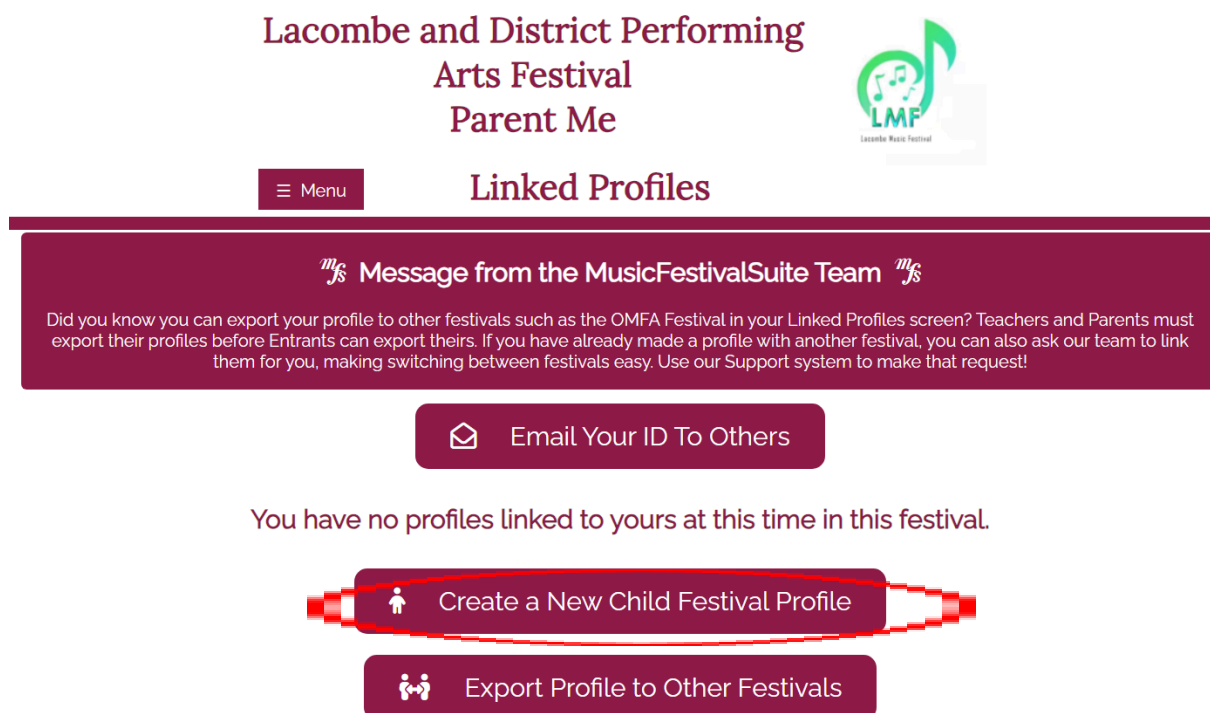 Lacombe and District Performing
Arts Festival
Parent Me
LMF
Lacombe Music Festival
☰ Menu
Linked Profiles
mfs Message from the MusicFestivalSuite Team mfs
Did you know you can export your profile to other festivals such as the OMFA Festival in your Linked Profiles screen? Teachers and Parents must
export their profiles before Entrants can export theirs. If you have already made a profile with another festival, you can also ask our team to link
them for you, making switching between festivals easy. Use our Support system to make that request!
Email Your ID To Others
You have no profiles linked to yours at this time in this festival.
Create a New Child Festival Profile
Export Profile to Other Festivals